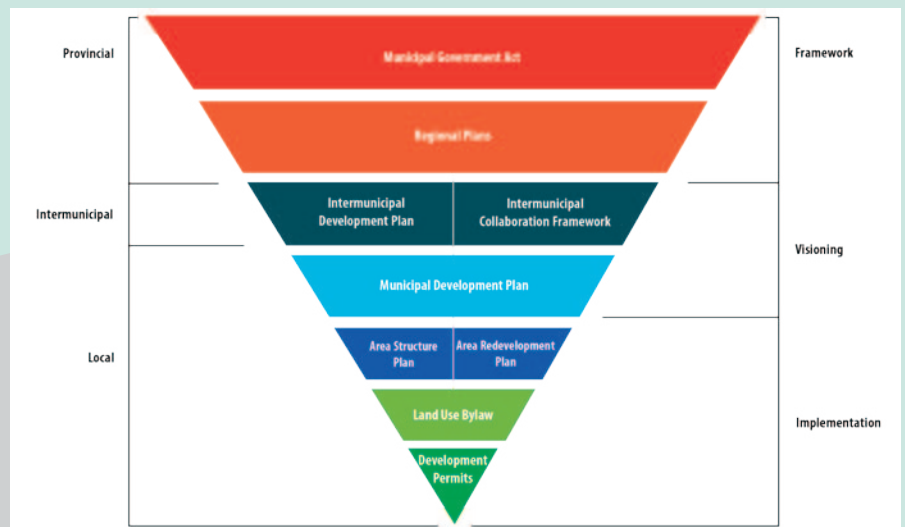 Provincial
Municipal Government Act
Framework
Regional Plans
Intermunicipal
Intermunicipal
Development Plan
Intermunicipal
Collaboration Framework
Visioning
Municipal Development Plan
Local
Area Structure
Plan
Area Redevelopment
Plan
Land Use Bylaw
Implementation
Development
Permits